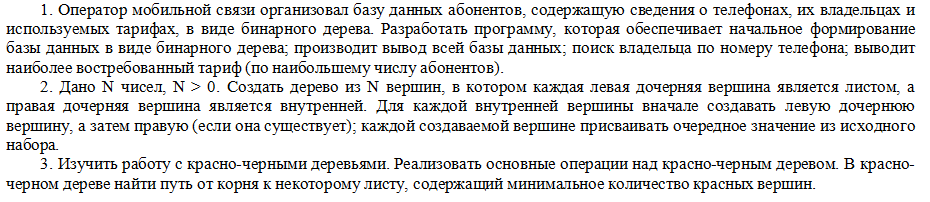 1. Оператор мобильной связи организовал базу данных абонентов, содержащую сведения о телефонах, их владельцах и
используемых тарифах, в виде бинарного дерева. Разработать программу, которая обеспечивает начальное формирование
базы данных в виде бинарного дерева; производит вывод всей базы данных; поиск владельца по номеру телефона; выводит
наиболее востребованный тариф (по наибольшему числу абонентов).
2. Дано N чисел, N > 0. Создать дерево из N вершин, в котором каждая левая дочерняя вершина является листом, а
правая дочерняя вершина является внутренней. Для каждой внутренней вершины вначале создавать левую дочернюю
вершину, а затем правую (если она существует); каждой создаваемой вершине присваивать очередное значение из исходного
набора.
3. Изучить работу с красно-черными деревьями. Реализовать основные операции над красно-черным деревом. В красно-
черном дереве найти путь от корня к некоторому листу, содержащий минимальное количество красных вершин.